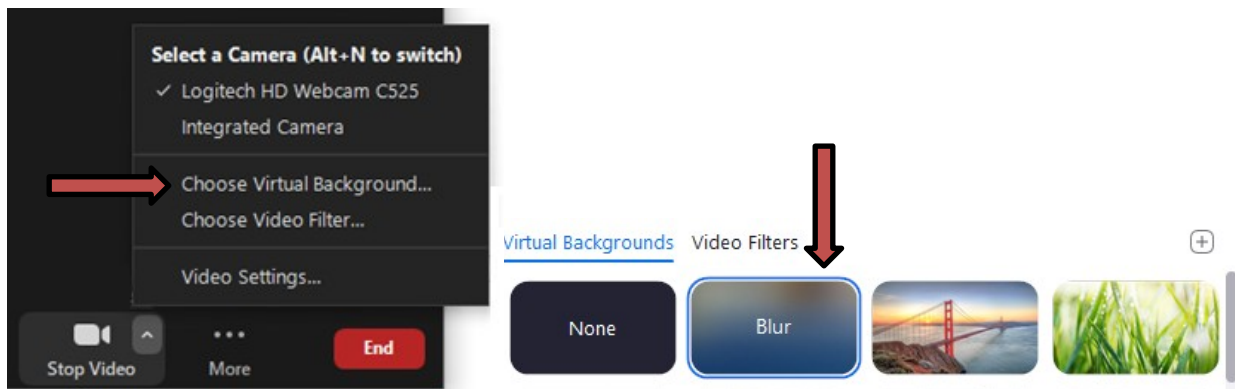 Select a Camera (Alt+N to switch)
✓ Logitech HD Webcam C525
Integrated Camera
Choose Virtual Background...
Choose Video Filter...
Video Settings...
Stop Video
More
End
Virtual Backgrounds Video Filters
None
Blur